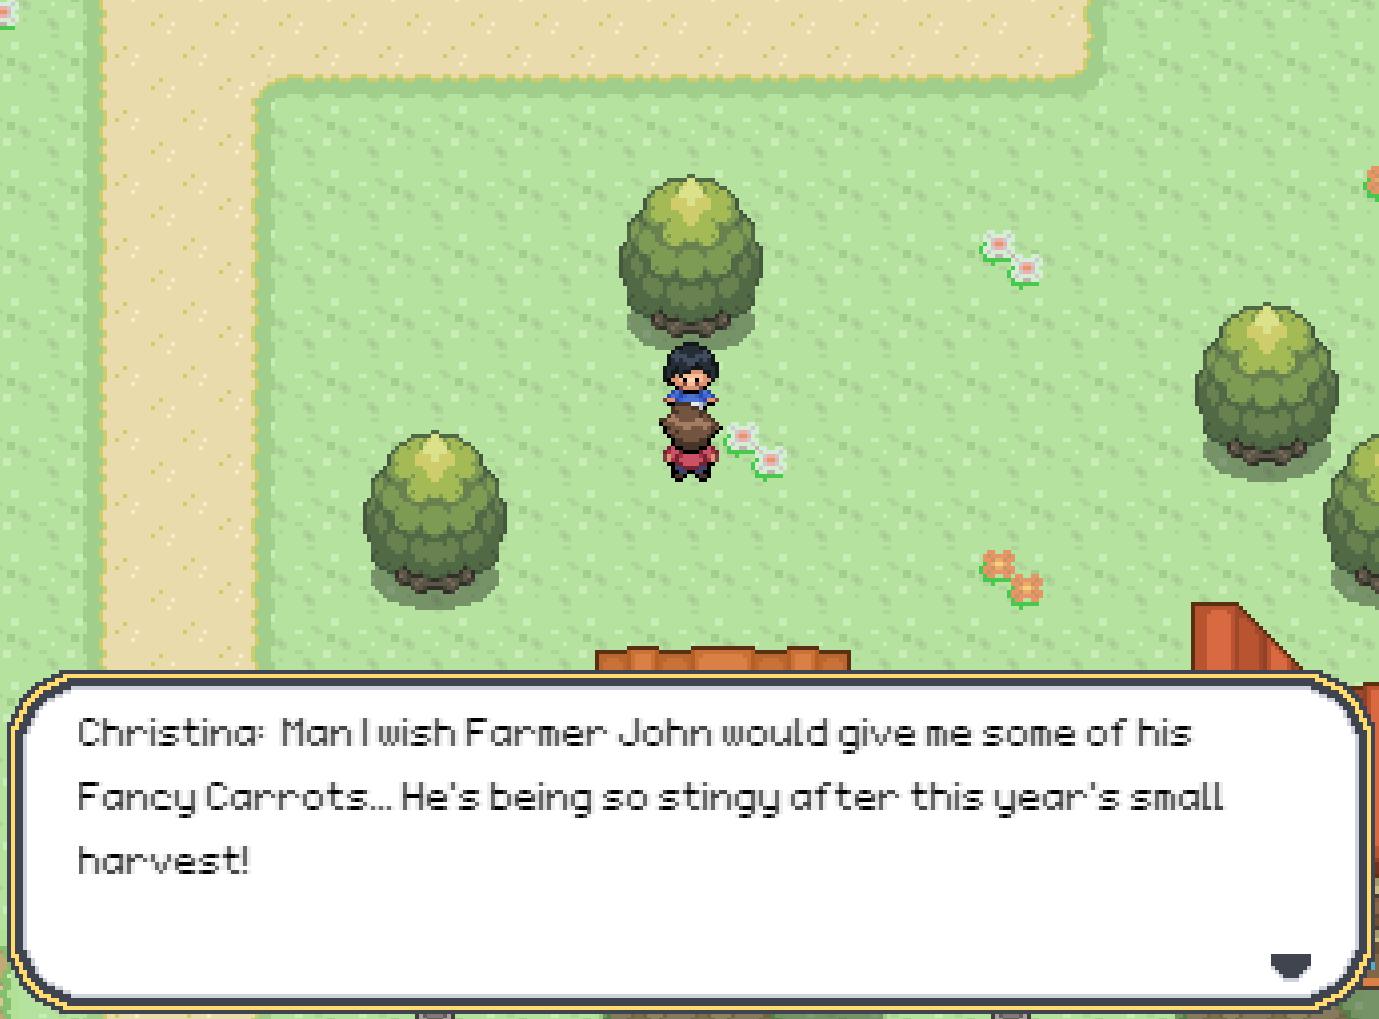 Christina: Man I wish Farmer John would give me some of his
Fancy Carrots... He's being so stingy after this year's small
harvest!